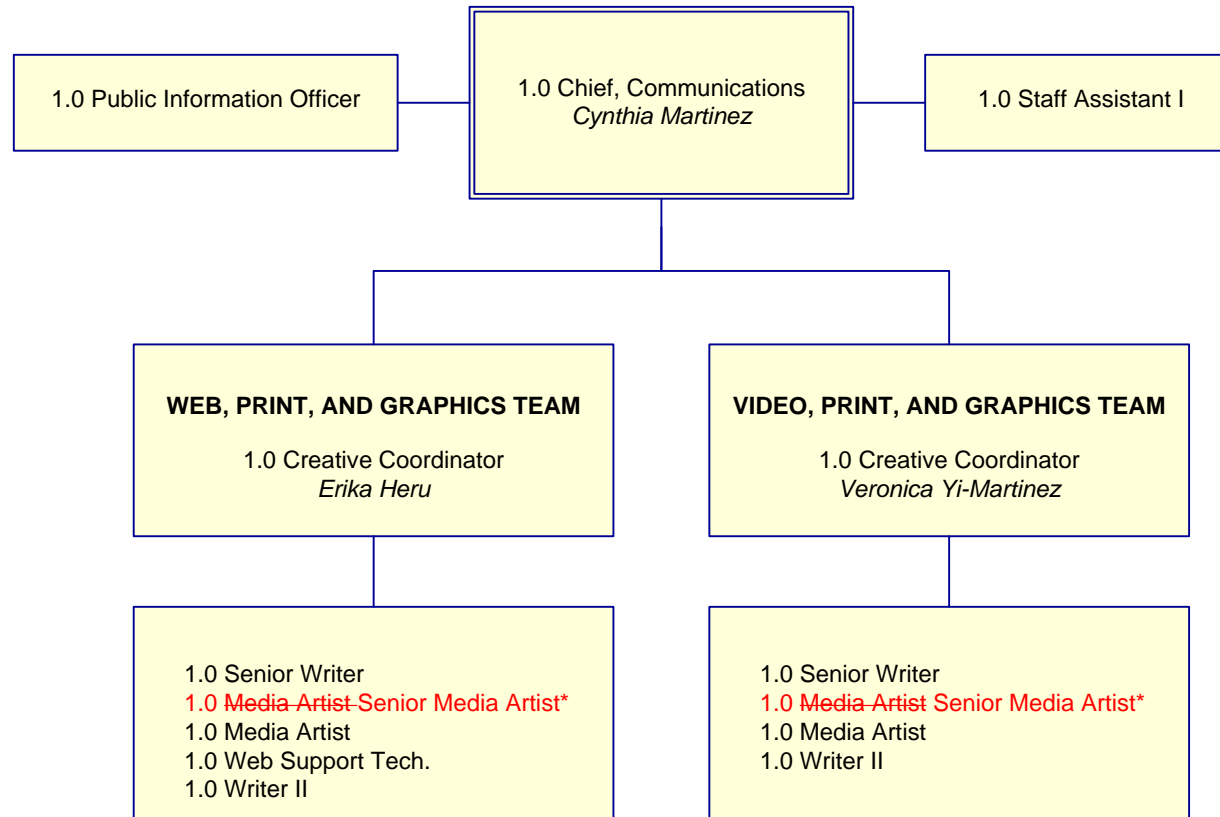 1.0 Public Information Officer
1.0 Chief, Communications
Cynthia Martinez
1.0 Staff Assistant I
WEB, PRINT, AND GRAPHICS TEAM
1.0 Creative Coordinator
Erika Heru
VIDEO, PRINT, AND GRAPHICS TEAM
1.0 Creative Coordinator
Veronica Yi-Martinez
1.0 Senior Writer
1.0 Media Artist Senior Media Artist*
1.0 Media Artist
1.0 Web Support Tech.
1.0 Writer II
1.0 Senior Writer
1.0 Media Artist Senior Media Artist*
1.0 Media Artist
1.0 Writer II